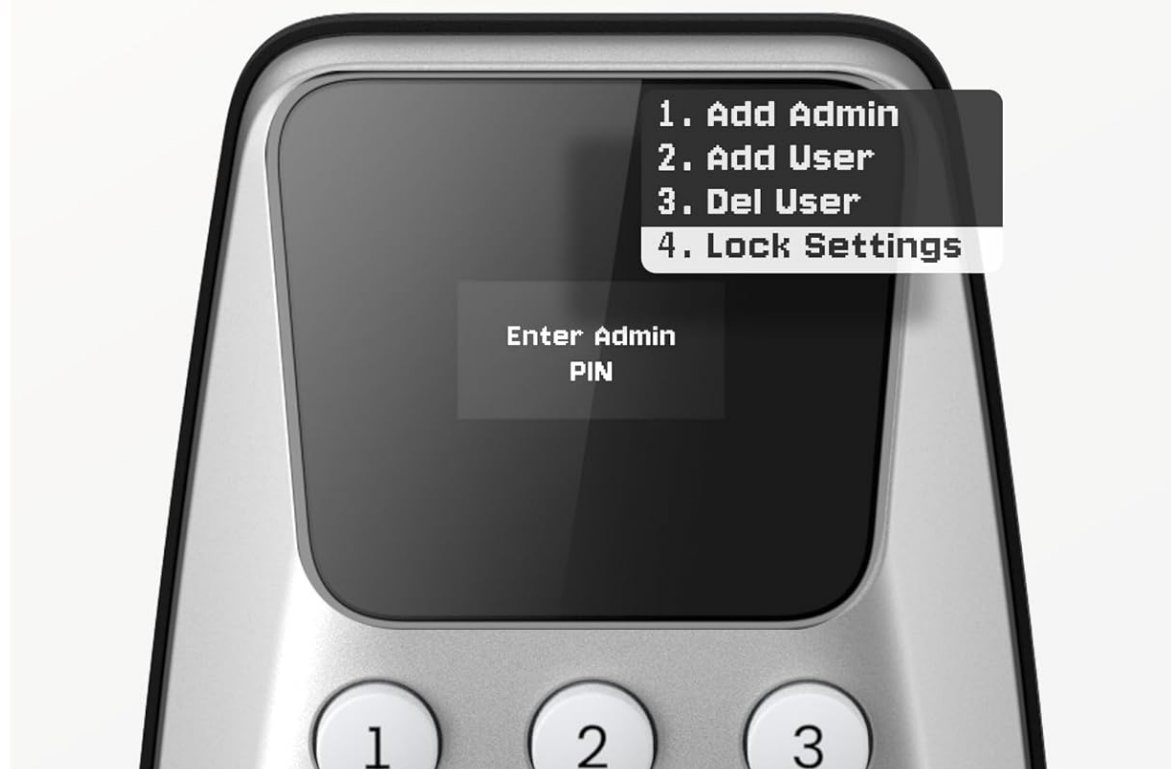 1. Add Admin
2. Add User
3. Del User
4. Lock Settings
Enter Admin
PIN
1 2 3